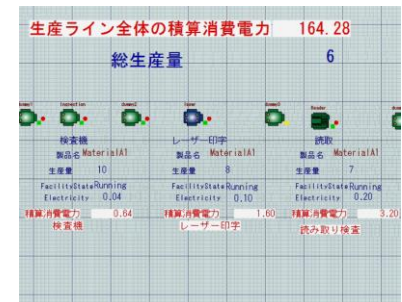 生産ライン全体の積算消費電力 164.28
総生産量 6
Inspection
Laser
Reader
検査機 レーザー印字 読取
製品名 MaterialA1 製品名 MaterialA1 製品名 MaterialA1
生産量 10 生産量 8 生産量 7
FacilityState Running FacilityState Running FacilityState Running
Electricity 0.04 Electricity 0.10 Electricity 0.20
積算消費電力 0.64 積算消費電力 1.60 積算消費電力 3.20
検査機 レーザー印字 読み取り検査